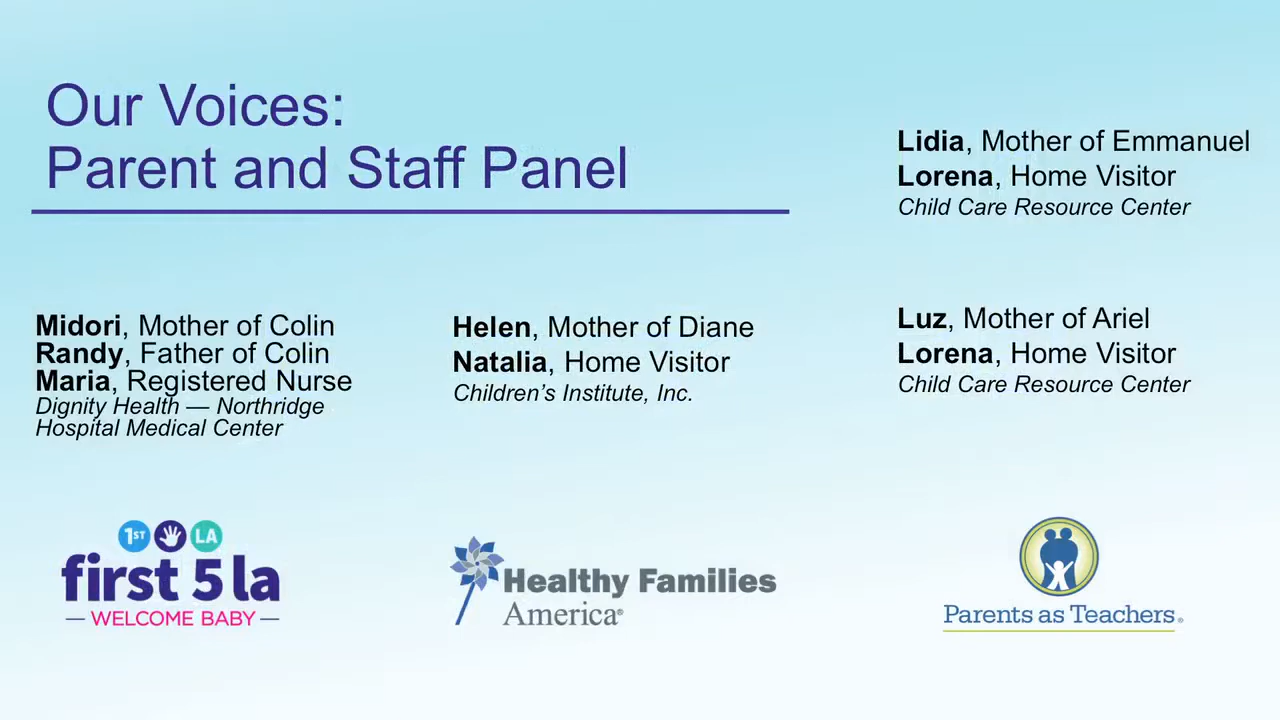 Our Voices:
Parent and Staff Panel
Lidia, Mother of Emmanuel
Lorena, Home Visitor
Child Care Resource Center
Midori, Mother of Colin
Randy, Father of Colin
Maria, Registered Nurse
Dignity Health — Northridge
Hospital Medical Center
Helen, Mother of Diane
Natalia, Home Visitor
Children’s Institute, Inc.
Luz, Mother of Ariel
Lorena, Home Visitor
Child Care Resource Center
1ST LA
first 5 la
— WELCOME BABY —
Healthy Families
America®
Parents as Teachers®